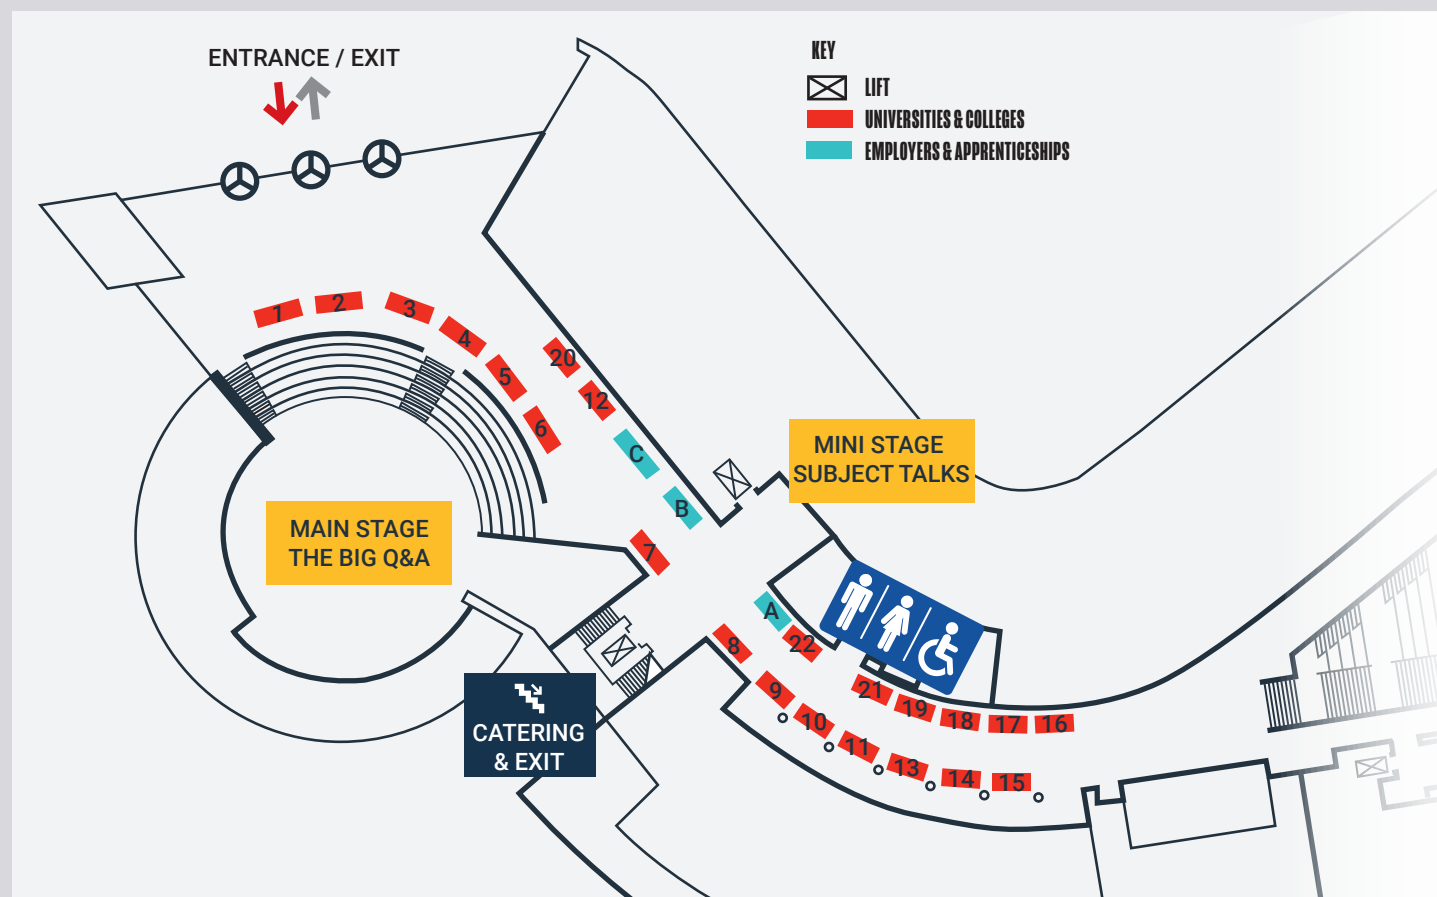 ENTRANCE / EXIT
KEY
LIFT
UNIVERSITIES & COLLEGES
EMPLOYERS & APPRENTICESHIPS
1
2
3
4
5
6
20
12
C
B
7
MINI STAGE
SUBJECT TALKS
MAIN STAGE
THE BIG Q&A
A
22
8
9
10
11
13
14
15
21
19
18
17
16
CATERING
& EXIT